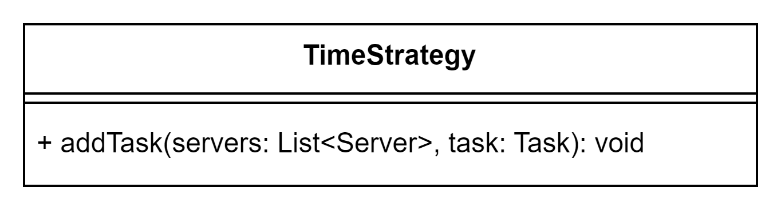 TimeStrategy
+ addTask(servers: List<Server>, task: Task): void